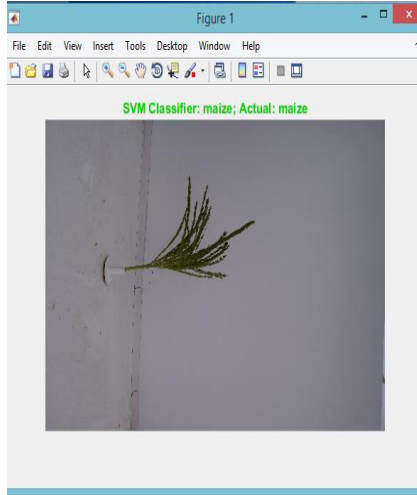 Figure 1
File Edit View Insert Tools Desktop Window Help
SVM Classifier: maize; Actual: maize